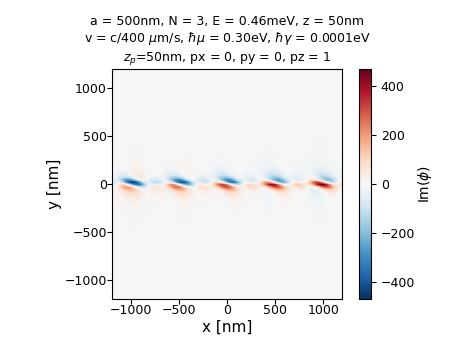 a = 500nm, N = 3, E = 0.46meV, z = 50nm
v = c/400 μm/s, ℏμ = 0.30eV, ℏγ = 0.0001eV
z_p=50nm, px = 0, py = 0, pz = 1
1000
500
0
−500
−1000
y [nm]
−1000 −500 0 500 1000
x [nm]
400
200
0
−200
−400
Im(ϕ)